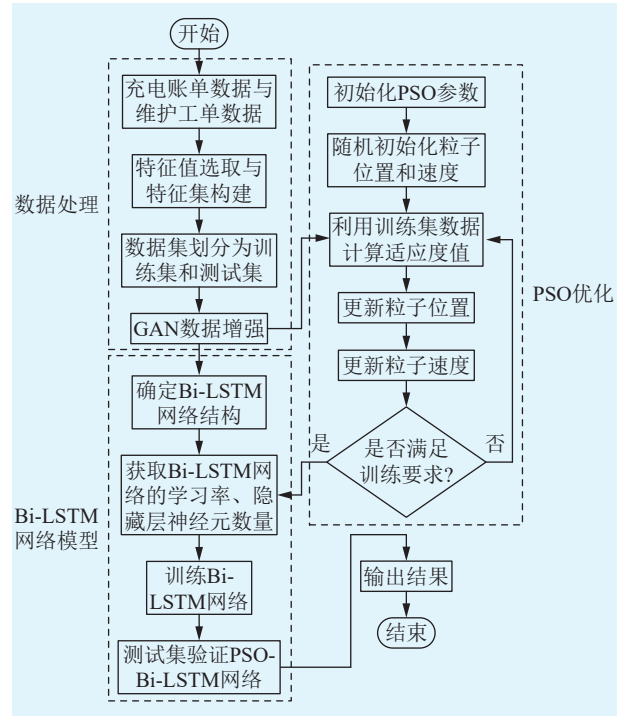 开始
充电账单数据与
维护工单数据
特征值选取与
特征集构建
数据处理
数据集划分为训
练集和测试集
GAN数据增强
确定Bi-LSTM
网络结构
获取Bi-LSTM网
络的学习率、隐
藏层神经元数量
Bi-LSTM
网络模型
训练Bi-
LSTM网络
测试集验证PSO-
Bi-LSTM网络
初始化PSO参数
随机初始化粒子
位置和速度
利用训练集数据
计算适应度值
更新粒子位置
PSO优化
更新粒子速度
是否满足
训练要求?
是
否
输出结果
结束